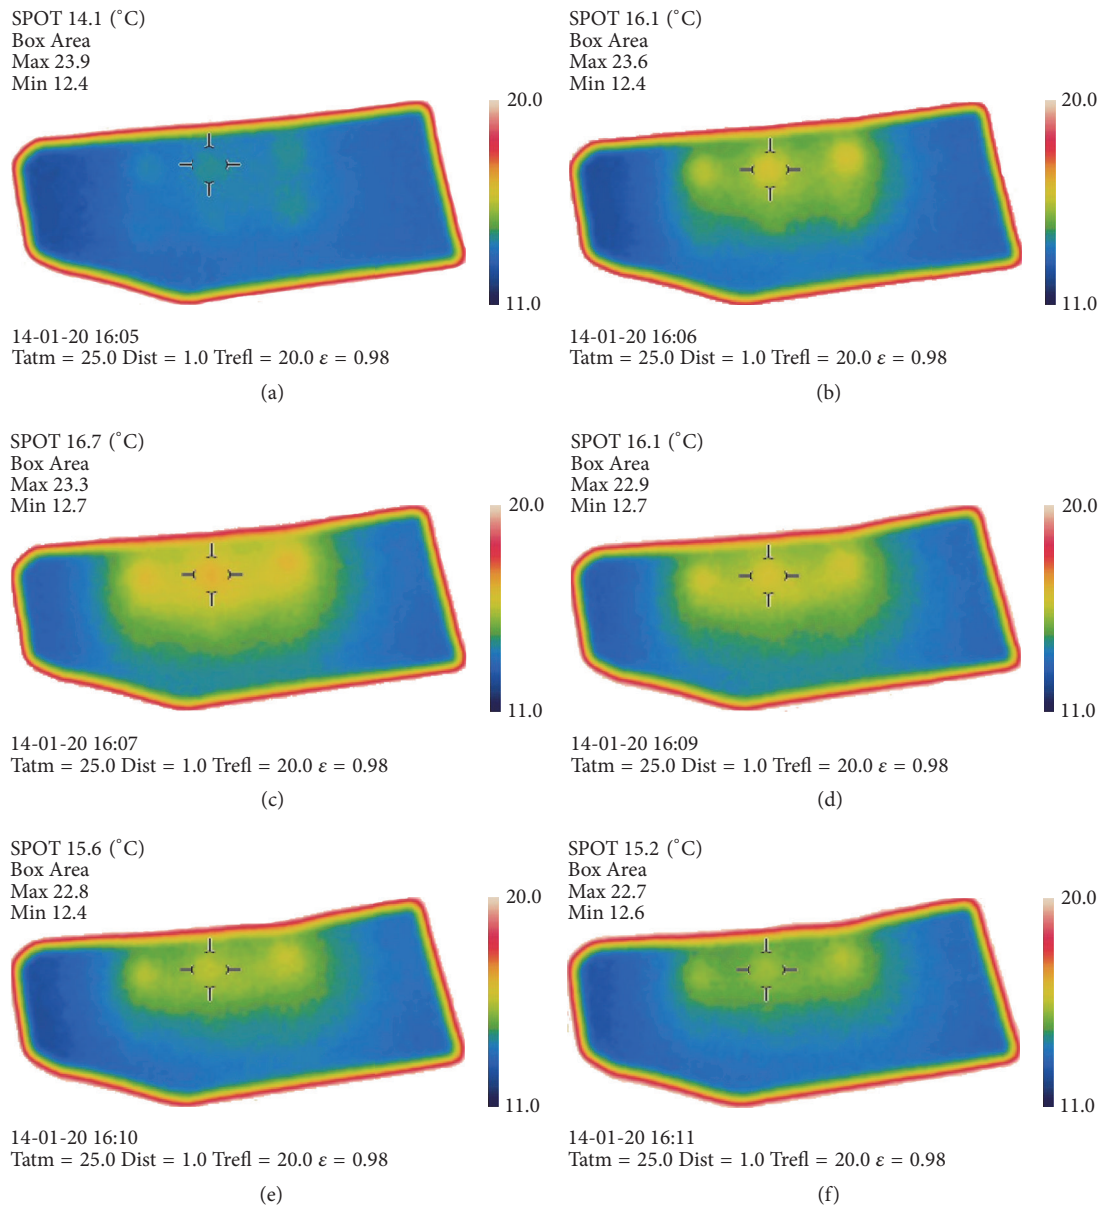 SPOT 14.1 (°C)
Box Area
Max 23.9
Min 12.4
20.0
11.0
14-01-20 16:05
Tatm = 25.0 Dist = 1.0 Trefl = 20.0 ε = 0.98
(a)
SPOT 16.1 (°C)
Box Area
Max 23.6
Min 12.4
20.0
11.0
14-01-20 16:06
Tatm = 25.0 Dist = 1.0 Trefl = 20.0 ε = 0.98
(b)
SPOT 16.7 (°C)
Box Area
Max 23.3
Min 12.7
20.0
11.0
14-01-20 16:07
Tatm = 25.0 Dist = 1.0 Trefl = 20.0 ε = 0.98
(c)
SPOT 16.1 (°C)
Box Area
Max 22.9
Min 12.7
20.0
11.0
14-01-20 16:09
Tatm = 25.0 Dist = 1.0 Trefl = 20.0 ε = 0.98
(d)
SPOT 15.6 (°C)
Box Area
Max 22.8
Min 12.4
20.0
11.0
14-01-20 16:10
Tatm = 25.0 Dist = 1.0 Trefl = 20.0 ε = 0.98
(e)
SPOT 15.2 (°C)
Box Area
Max 22.7
Min 12.6
20.0
11.0
14-01-20 16:11
Tatm = 25.0 Dist = 1.0 Trefl = 20.0 ε = 0.98
(f)